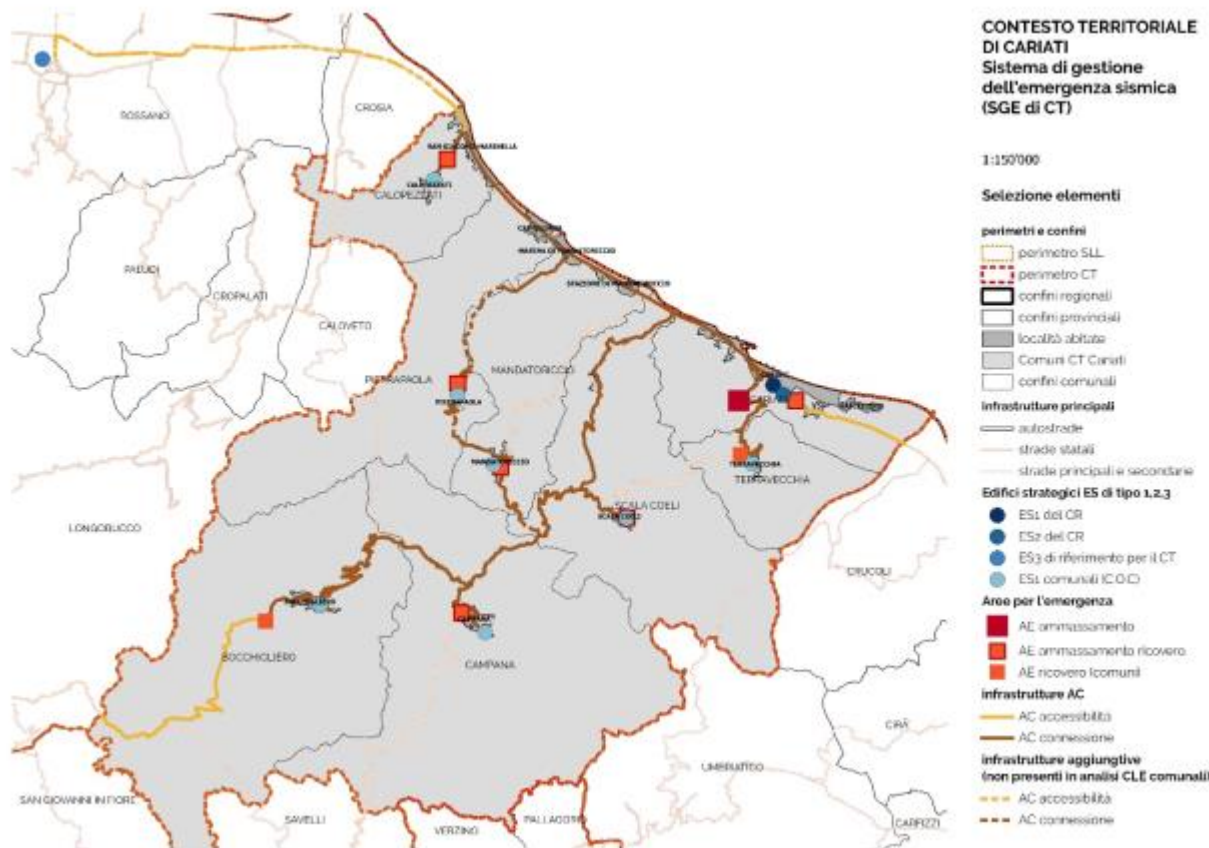 CONTESTO TERRITORIALE
DI CARIATI
Sistema di gestione
dell'emergenza sismica
(SGE di CT)
1:150'000
Selezione elementi
perimetri e confini
perimetro SLL
perimetro CT
confini regionali
confini provinciali
località abitate
Comuni CT Cariati
confini comunali
infrastrutture principali
autostrade
strade statali
strade principali e secondarie
Edifici strategici ES di tipo 1,2,3
ES1 del CR
ES2 del CR
ES3 di riferimento per il CT
ES1 comunali (C.O.C)
Aree per l'emergenza
AE ammassamento
AE ammassamento ricovero
AE ricovero (comuni)
infrastrutture AC
AC accessibilità
AC connessione
infrastrutture aggiungtive
(non presenti in analisi CLE comunali)
AC accessibilità
AC connessione
ROSSANO
CROSIA
CALOPEZZATI
PALUDI
CROPALATI
CALOVETO
PIETRAPAOLA
MANDATORICCIO
CARIATI
TERRAVECCHIA
TERRAVECCHIA
SCALA COELI
LONGOBUCCO
CRUCOLI
BOCCHIGLIERO
CAMPANA
CIRÀ
UMBRIATICO
SAN GIOVANNI IN FIORE
SAVELLI
VERZINO
PALLAGORIO
CARFIZZI